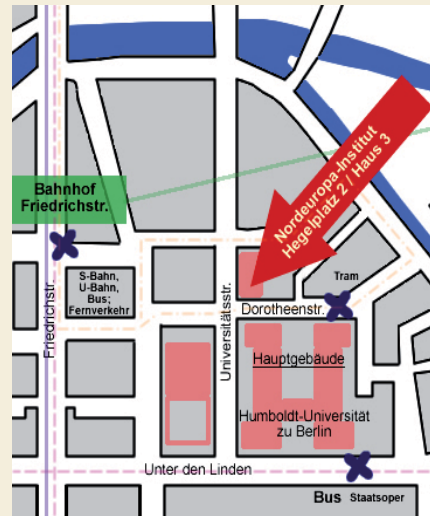 Nordeuropa-Institut
Hegelplatz 2 / Haus 3
Bahnhof
Friedrichstr.
S-Bahn,
U-Bahn,
Bus;
Fernverkehr
Tram
Friedrichstr.
Universitätsstr.
Dorotheenstr.
Hauptgebäude
Humboldt-Universität
zu Berlin
Unter den Linden
Bus Staatsoper